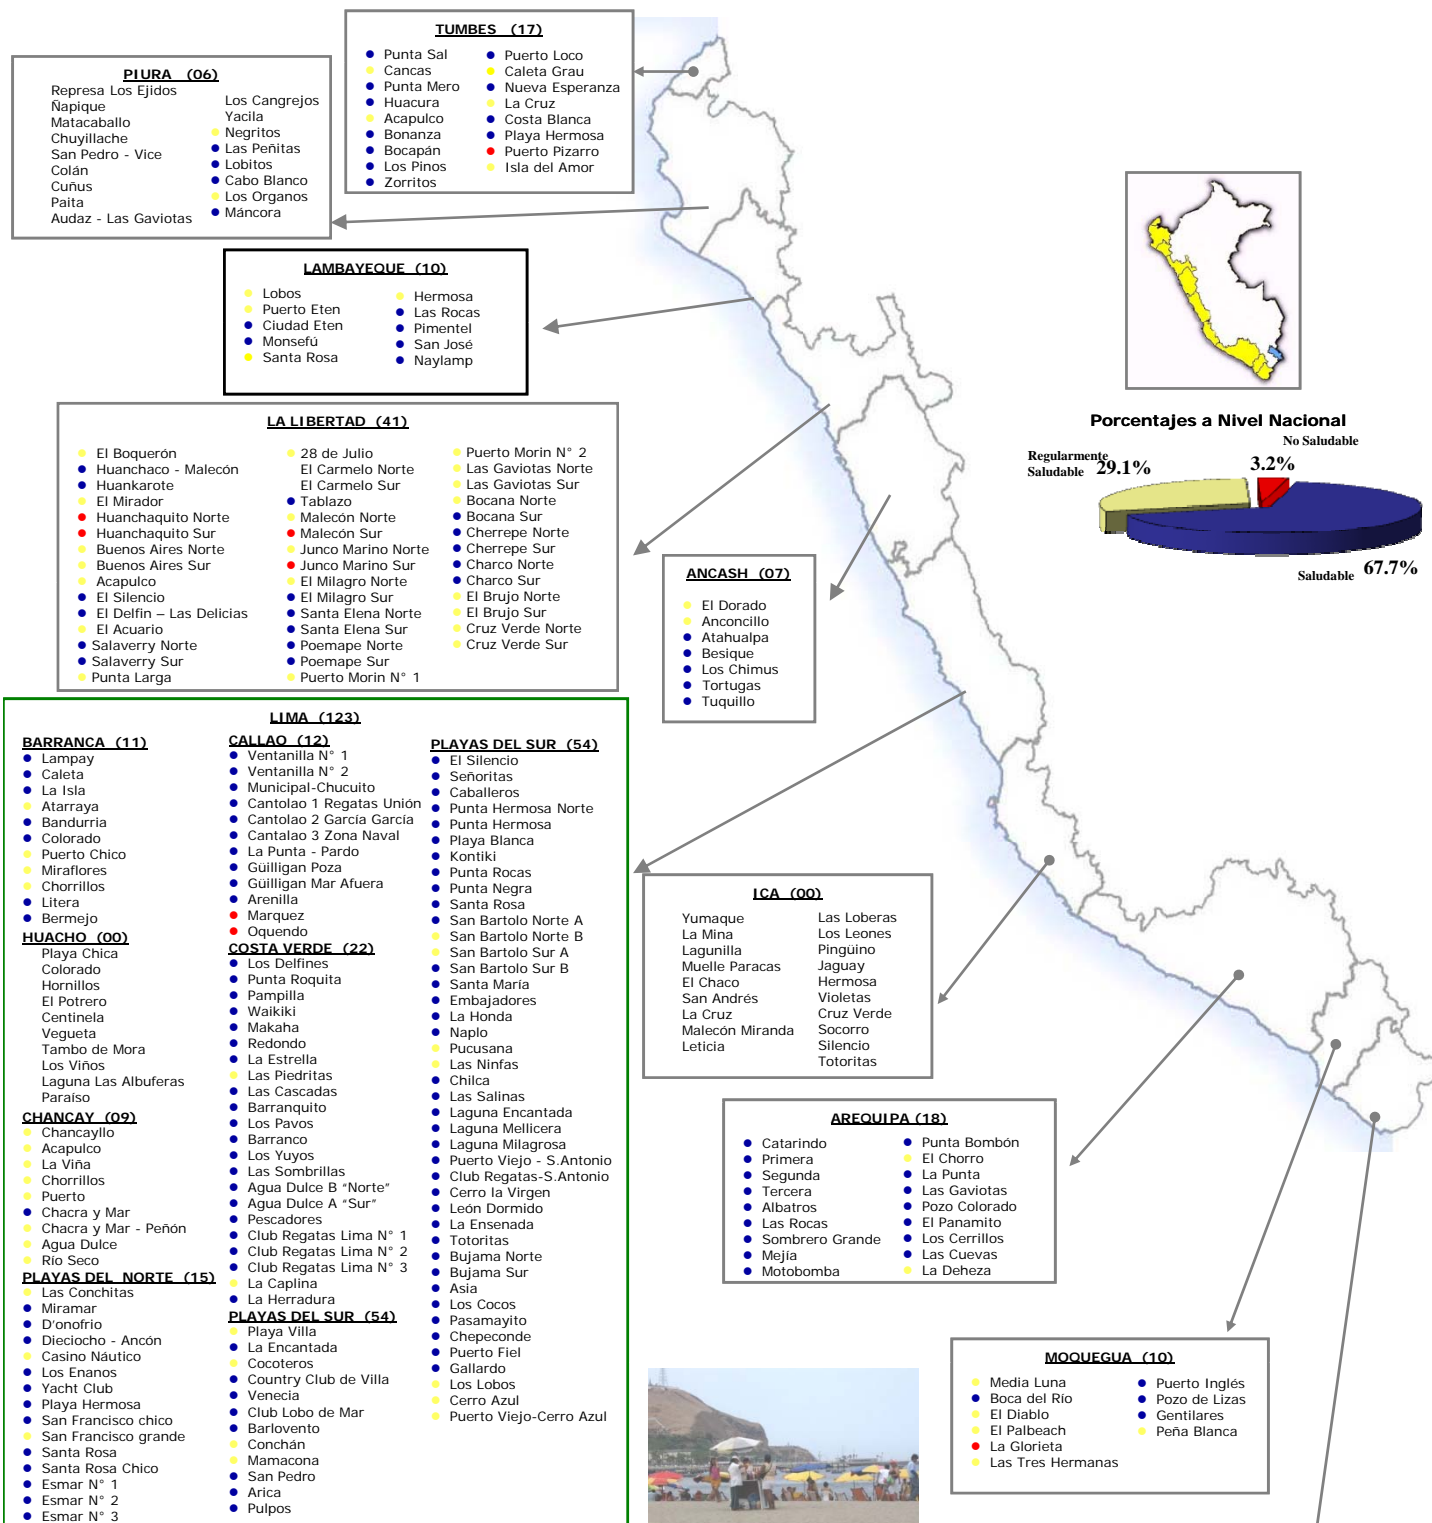 TUMBES (17)
Punta Sal
Cancas
Punta Mero
Huacura
Acapulco
Bonanza
Bocapán
Los Pinos
Zorritos
Puerto Loco
Caleta Grau
Nueva Esperanza
La Cruz
Costa Blanca
Playa Hermosa
Puerto Pizarro
Isla del Amor
PIURA (06)
Represa Los Ejidos
Ñapique
Matacaballo
Chuyillache
San Pedro - Vice
Colán
Cuñus
Paita
Audaz - Las Gaviotas
Los Cangrejos
Yacila
Negritos
Las Peñitas
Lobitos
Cabo Blanco
Los Organos
Máncora
LAMBAYEQUE (10)
Lobos
Puerto Eten
Ciudad Eten
Monsefú
Santa Rosa
Hermosa
Las Rocas
Pimentel
San José
Naylamp
LA LIBERTAD (41)
El Boquerón
Huanchaco - Malecón
Huankarote
El Mirador
Huanchaquito Norte
Huanchaquito Sur
Buenos Aires Norte
Buenos Aires Sur
Acapulco
El Silencio
El Delfin – Las Delicias
El Acuario
Salaverry Norte
Salaverry Sur
Punta Larga
28 de Julio
El Carmelo Norte
El Carmelo Sur
Tablazo
Malecón Norte
Malecón Sur
Junco Marino Norte
Junco Marino Sur
El Milagro Norte
El Milagro Sur
Santa Elena Norte
Santa Elena Sur
Poemape Norte
Poemape Sur
Puerto Morin N° 1
Puerto Morin N° 2
Las Gaviotas Norte
Las Gaviotas Sur
Bocana Norte
Bocana Sur
Cherrepe Norte
Cherrepe Sur
Charco Norte
Charco Sur
El Brujo Norte
El Brujo Sur
Cruz Verde Norte
Cruz Verde Sur
Porcentajes a Nivel Nacional
No Saludable
3.2%
Regularmente
Saludable 29.1%
Saludable 67.7%
ANCASH (07)
El Dorado
Anconcillo
Atahualpa
Besique
Los Chimus
Tortugas
Tuquillo
LIMA (123)
BARRANCA (11)
Lampay
Caleta
La Isla
Atarraya
Bandurria
Colorado
Puerto Chico
Miraflores
Chorrillos
Litera
Bermejo
HUACHO (00)
Playa Chica
Colorado
Hornillos
El Potrero
Centinela
Vegueta
Tambo de Mora
Los Viños
Laguna Las Albuferas
Paraíso
CHANCAY (09)
Chancayllo
Acapulco
La Viña
Chorrillos
Puerto
Chacra y Mar
Chacra y Mar - Peñón
Agua Dulce
Río Seco
PLAYAS DEL NORTE (15)
Las Conchitas
Miramar
D'onofrio
Dieciocho - Ancón
Casino Náutico
Los Enanos
Yacht Club
Playa Hermosa
San Francisco chico
San Francisco grande
Santa Rosa
Santa Rosa Chico
Esmar N° 1
Esmar N° 2
Esmar N° 3
CALLAO (12)
Ventanilla N° 1
Ventanilla N° 2
Municipal-Chucuito
Cantolao 1 Regatas Unión
Cantolao 2 García García
Cantalao 3 Zona Naval
La Punta - Pardo
Güilligan Poza
Güilligan Mar Afuera
Arenilla
Marquez
Oquendo
COSTA VERDE (22)
Los Delfines
Punta Roquita
Pampilla
Waikiki
Makaha
Redondo
La Estrella
Las Piedritas
Las Cascadas
Barranquito
Los Pavos
Barranco
Los Yuyos
Las Sombrillas
Agua Dulce B "Norte"
Agua Dulce A "Sur"
Pescadores
Club Regatas Lima N° 1
Club Regatas Lima N° 2
Club Regatas Lima N° 3
La Caplina
La Herradura
PLAYAS DEL SUR (54)
Playa Villa
La Encantada
Cocoteros
Country Club de Villa
Venecia
Club Lobo de Mar
Barlovento
Conchán
Mamacona
San Pedro
Arica
Pulpos
PLAYAS DEL SUR (54)
El Silencio
Señoritas
Caballeros
Punta Hermosa Norte
Punta Hermosa
Playa Blanca
Kontiki
Punta Rocas
Punta Negra
Santa Rosa
San Bartolo Norte A
San Bartolo Norte B
San Bartolo Sur A
San Bartolo Sur B
Santa María
Embajadores
La Honda
Naplo
Pucusana
Las Ninfas
Chilca
Las Salinas
Laguna Encantada
Laguna Mellicera
Laguna Milagrosa
Puerto Viejo - S.Antonio
Club Regatas-S.Antonio
Cerro la Virgen
León Dormido
La Ensenada
Totoritas
Bujama Norte
Bujama Sur
Asia
Los Cocos
Pasamayito
Chepeconde
Puerto Fiel
Gallardo
Los Lobos
Cerro Azul
Puerto Viejo-Cerro Azul
ICA (00)
Yumaque
La Mina
Lagunilla
Muelle Paracas
El Chaco
San Andrés
La Cruz
Malecón Miranda
Leticia
Las Loberas
Los Leones
Pingüino
Jaguay
Hermosa
Violetas
Cruz Verde
Socorro
Silencio
Totoritas
AREQUIPA (18)
Catarindo
Primera
Segunda
Tercera
Albatros
Las Rocas
Sombrero Grande
Mejía
Motobomba
Punta Bombón
El Chorro
La Punta
Las Gaviotas
Pozo Colorado
El Panamito
Los Cerrillos
Las Cuevas
La Deheza
MOQUEGUA (10)
Media Luna
Boca del Río
El Diablo
El Palbeach
La Glorieta
Las Tres Hermanas
Puerto Inglés
Pozo de Lizas
Gentilares
Peña Blanca